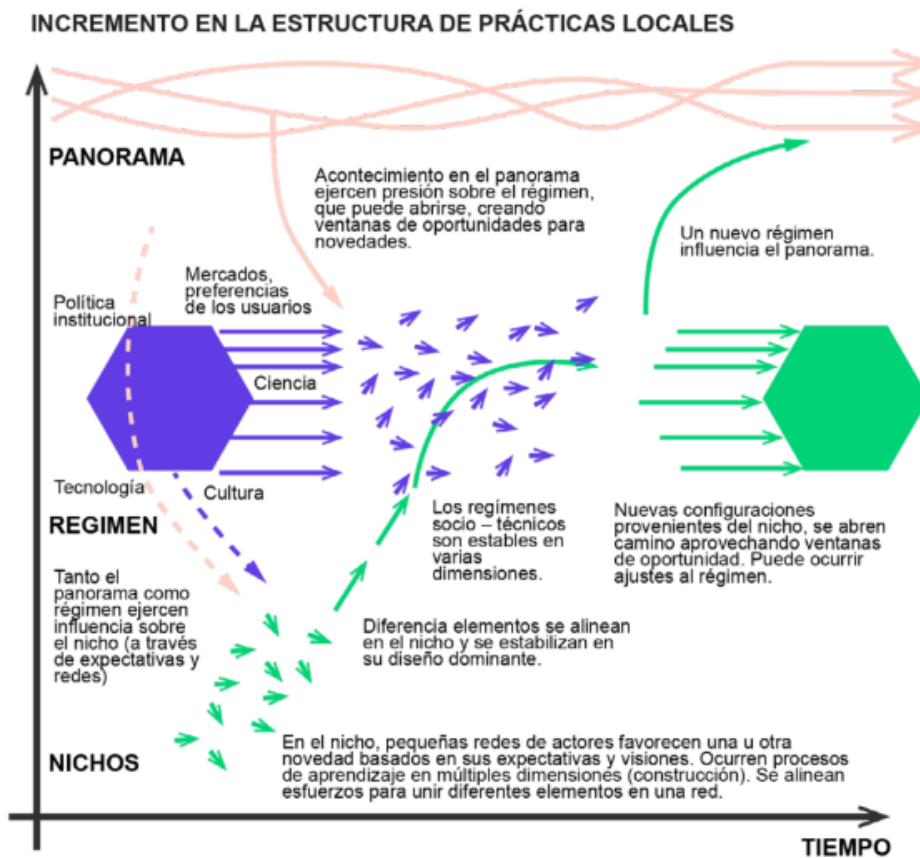 INCREMENTO EN LA ESTRUCTURA DE PRÁCTICAS LOCALES
PANORAMA
Acontecimiento en el panorama
ejercen presión sobre el régimen,
que puede abrirse, creando
ventanas de oportunidades para
novedades.
Un nuevo régimen
influencia el panorama.
Mercados,
preferencias
de los usuarios
Política
institucional
Ciencia
Tecnología
Cultura
REGIMEN
Los regímenes
socio – técnicos
son estables en
varias
dimensiones.
Nuevas configuraciones
provenientes del nicho, se abren
camino aprovechando ventanas
de oportunidad. Puede ocurrir
ajustes al régimen.
Tanto el
panorama como
régimen ejercen
influencia sobre
el nicho (a través
de expectativas y
redes)
Diferencia elementos se alinean
en el nicho y se estabilizan en
su diseño dominante.
NICHOS
En el nicho, pequeñas redes de actores favorecen una u otra
novedad basados en sus expectativas y visiones. Ocurren procesos
de aprendizaje en múltiples dimensiones (construcción). Se alinean
esfuerzos para unir diferentes elementos en una red.
TIEMPO